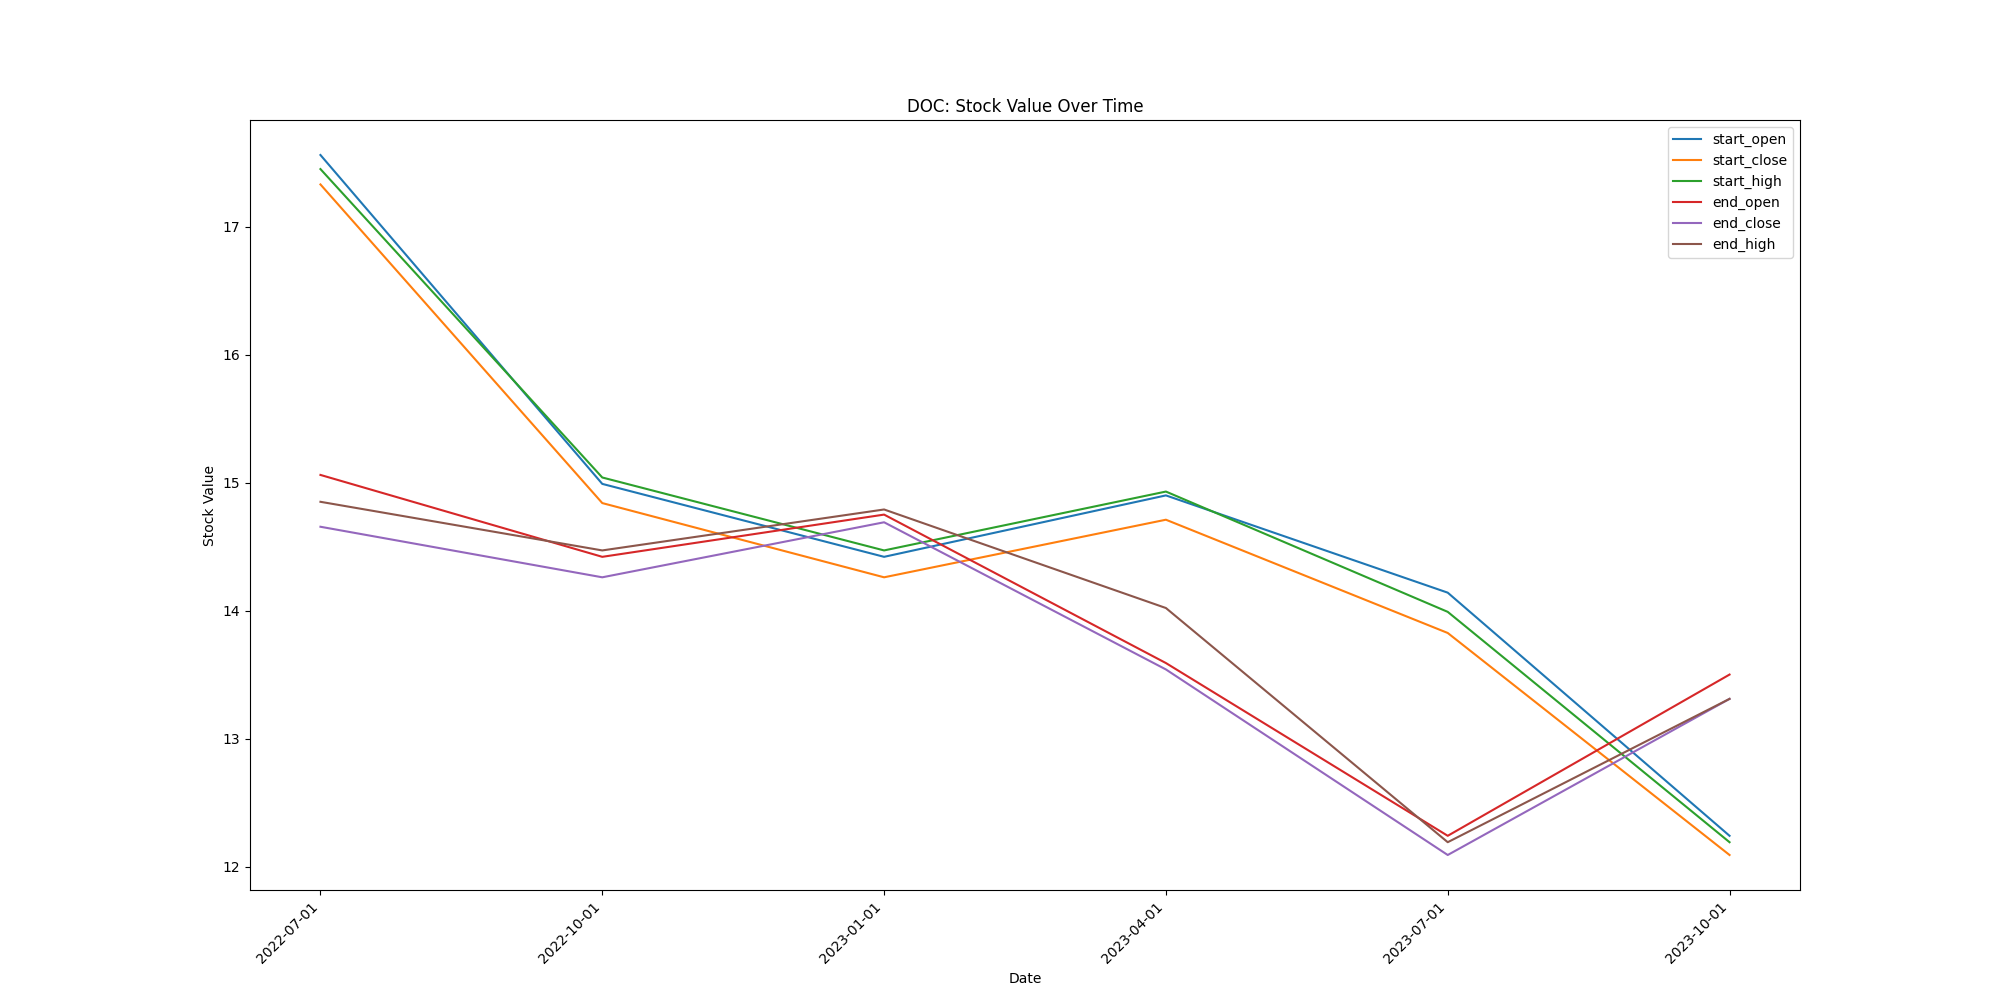 DOC: Stock Value Over Time
start_open
start_close
start_high
end_open
end_close
end_high
Stock Value
17
16
15
14
13
12
2022-07-01
2022-10-01
2023-01-01
2023-04-01
2023-07-01
2023-10-01
Date